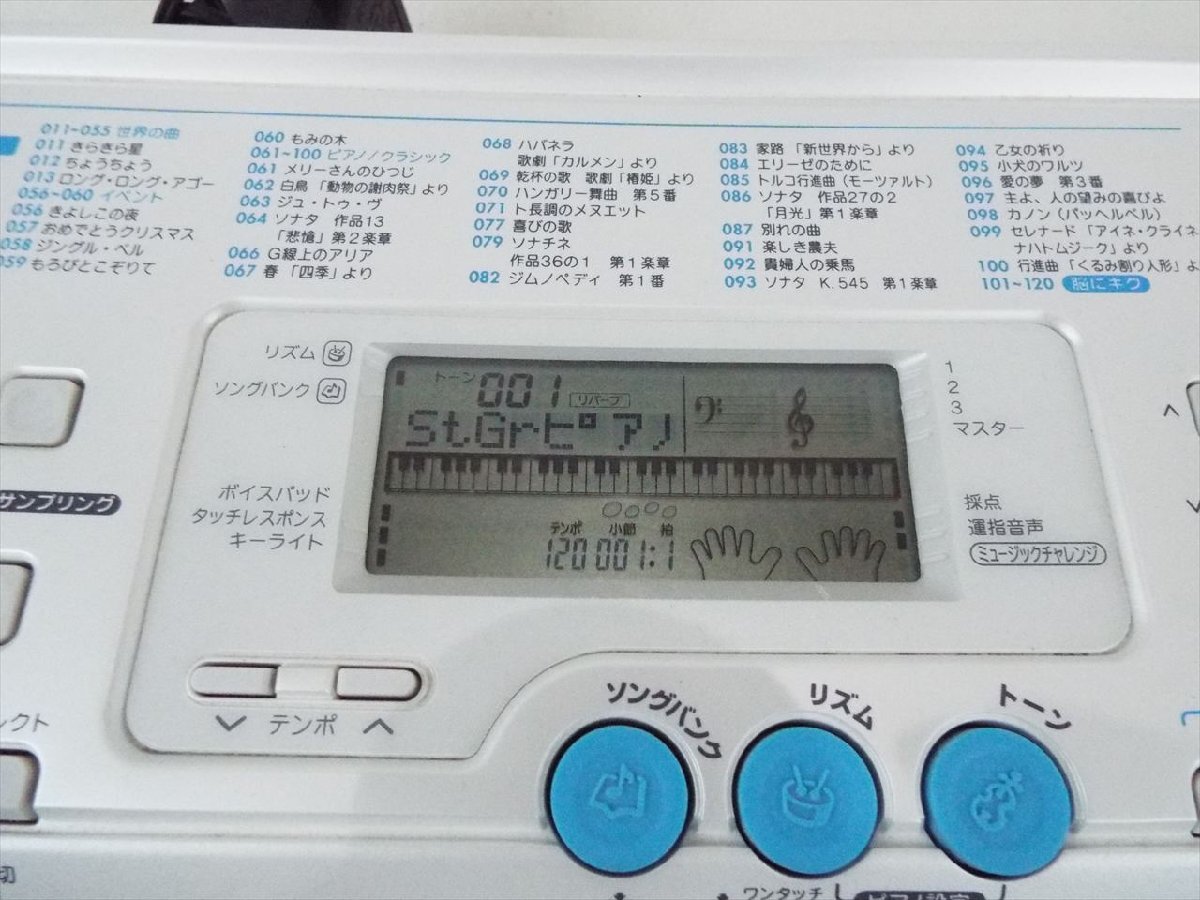 011~055 世界の曲
011 きらきら星
012 ちょうちょう
013 ロング・ロング・アゴー
056~060 イベント
056 きよしこの夜
057 おめでとうクリスマス
058 ジングル・ベル
059 もろびとこぞりて
060 もみの木
061~100 ピアノ/クラシック
061 メリーさんのひつじ
062 白鳥「動物の謝肉祭」より
063 ジュ・トゥ・ヴ
064 ソナタ 作品13
「悲愴」第2楽章
066 G線上のアリア
067 春「四季」より
068 ハバネラ
歌劇「カルメン」より
069 乾杯の歌 歌劇「椿姫」より
070 ハンガリー舞曲 第5番
071 ト長調のメヌエット
077 喜びの歌
079 ソナチネ
作品36の1 第1楽章
082 ジムノペディ 第1番
083 家路「新世界から」より
084 エリーゼのために
085 トルコ行進曲(モーツァルト)
086 ソナタ 作品27の2
「月光」第1楽章
087 別れの曲
091 楽しき農夫
092 貴婦人の乗馬
093 ソナタ K.545 第1楽章
094 乙女の祈り
095 小犬のワルツ
096 愛の夢 第3番
097 主よ、人の望みの喜びよ
098 カノン(パッヘルベル)
099 セレナード「アイネ・クライネ
ナハトムジーク」より
100 行進曲「くるみ割り人形」よ
101~120 脳にキク
リズム
ソングバンク
トーン 001 リバーブ
StGrピアノ
1
2
3
マスター
ボイスパッド
タッチレスポンス
キーライト
サンプリング
テンポ 小節 拍
120 001:1
採点
運指音声
ミュージックチャレンジ
∨ テンポ ∧
レクト
ソングバンク
リズム
トーン
切
ワンタッチ
ピアノ設定